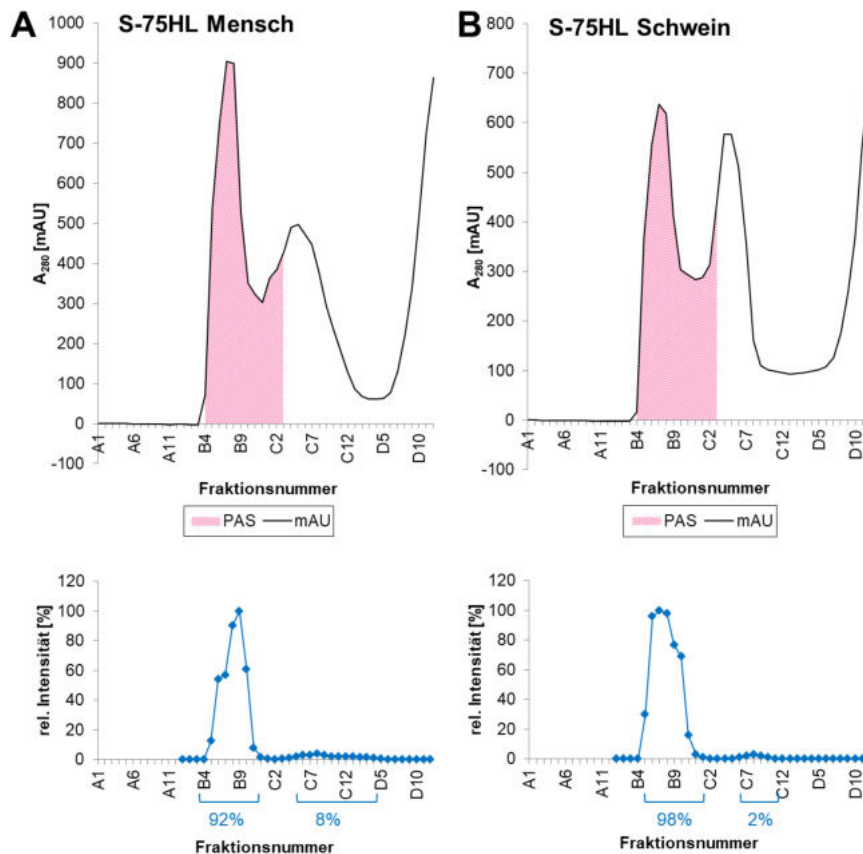 A
S-75HL Mensch
1000
900
800
700
600
500
400
300
200
100
0
-100
A₂₈₀ [mAU]
A1
A6
A11
B4
B9
C2
C7
C12
D5
D10
Fraktionsnummer
PAS
mAU
B
S-75HL Schwein
800
700
600
500
400
300
200
100
0
-100
A₂₈₀ [mAU]
A1
A6
A11
B4
B9
C2
C7
C12
D5
D10
Fraktionsnummer
PAS
mAU
120
100
80
60
40
20
0
rel. Intensität [%]
A1
A6
A11
B4
B9
C2
C7
C12
D5
D10
92%
8%
Fraktionsnummer
120
100
80
60
40
20
0
rel. Intensität [%]
A1
A6
A11
B4
B9
C2
C7
C12
D5
D10
98%
2%
Fraktionsnummer